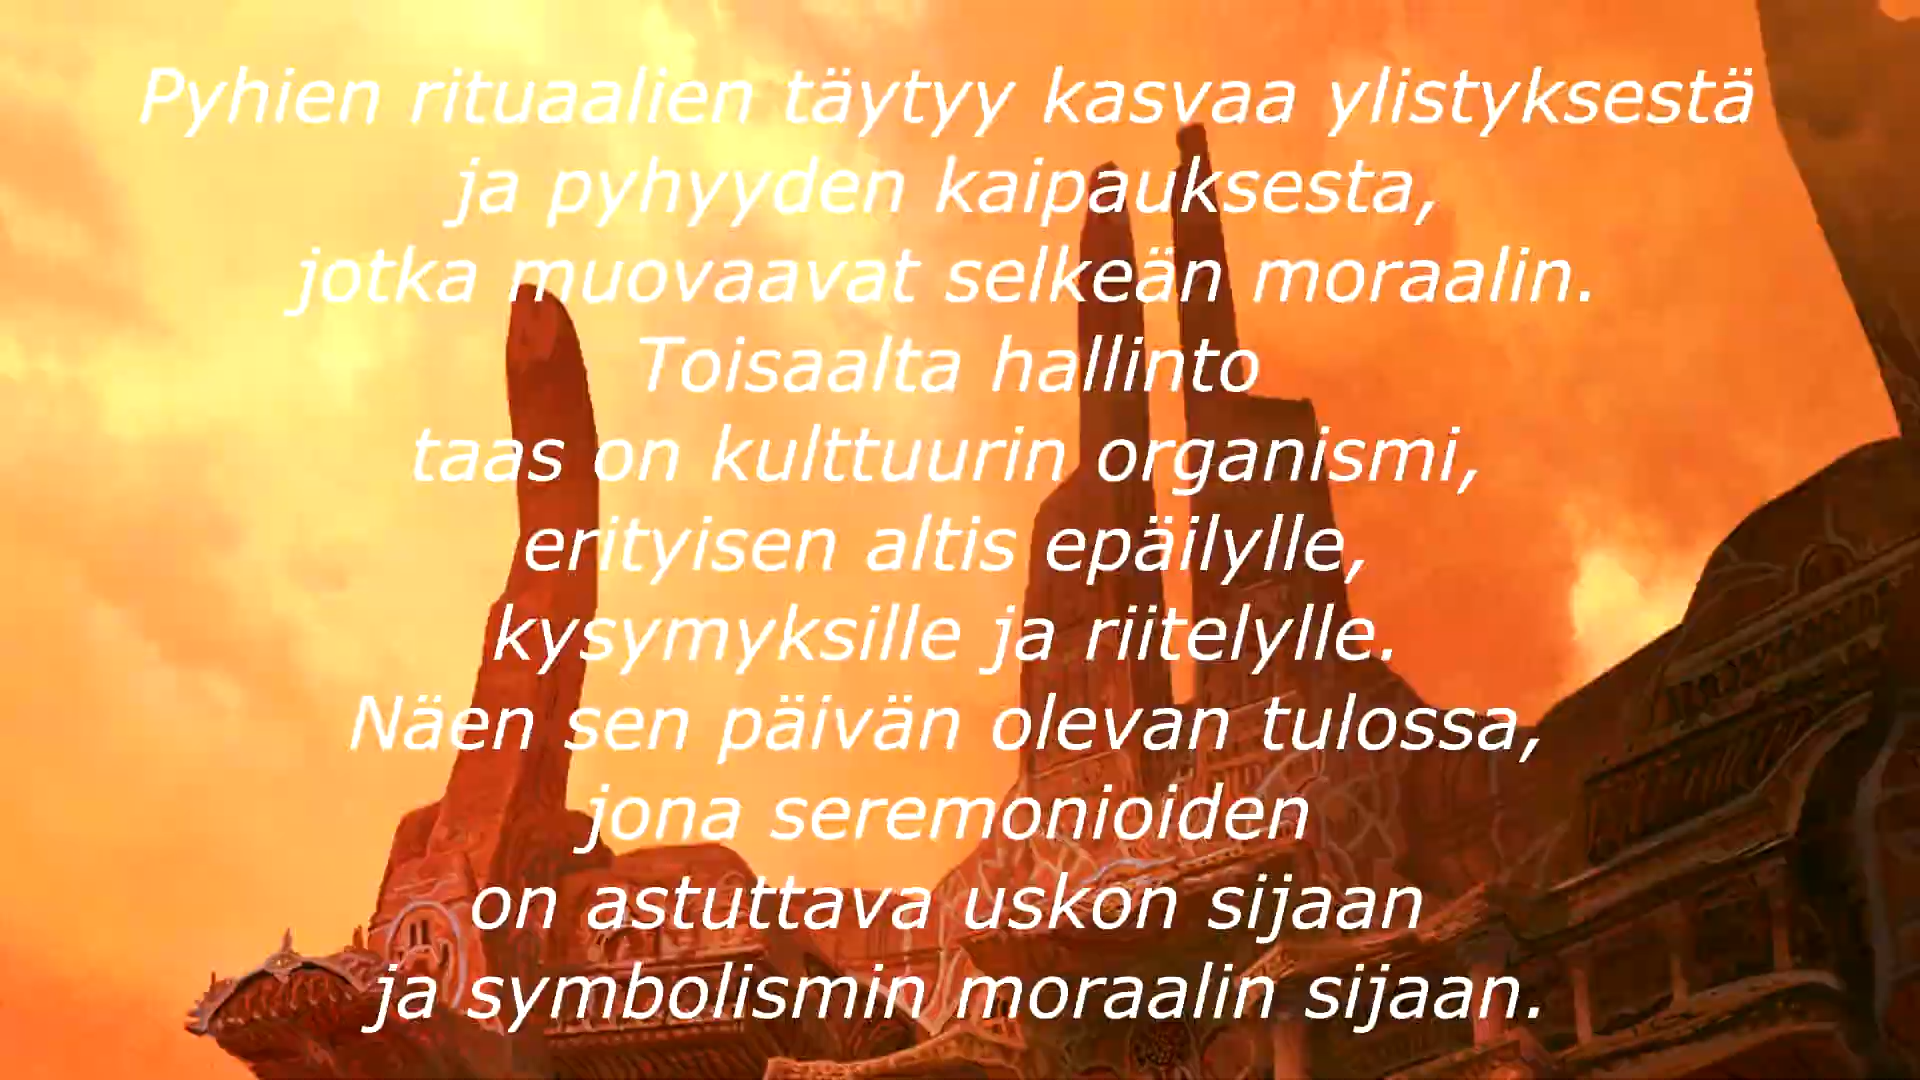 Pyhien rituaalien täytyy kasvaa ylistyksestä
ja pyhyyden kaipauksesta,
jotka muovaavat selkeän moraalin.
Toisaalta hallinto
taas on kulttuurin organismi,
erityisen altis epäilylle,
kysymyksille ja riitelylle.
Näen sen päivän olevan tulossa,
jona seremonioiden
on astuttava uskon sijaan
ja symbolismin moraalin sijaan.